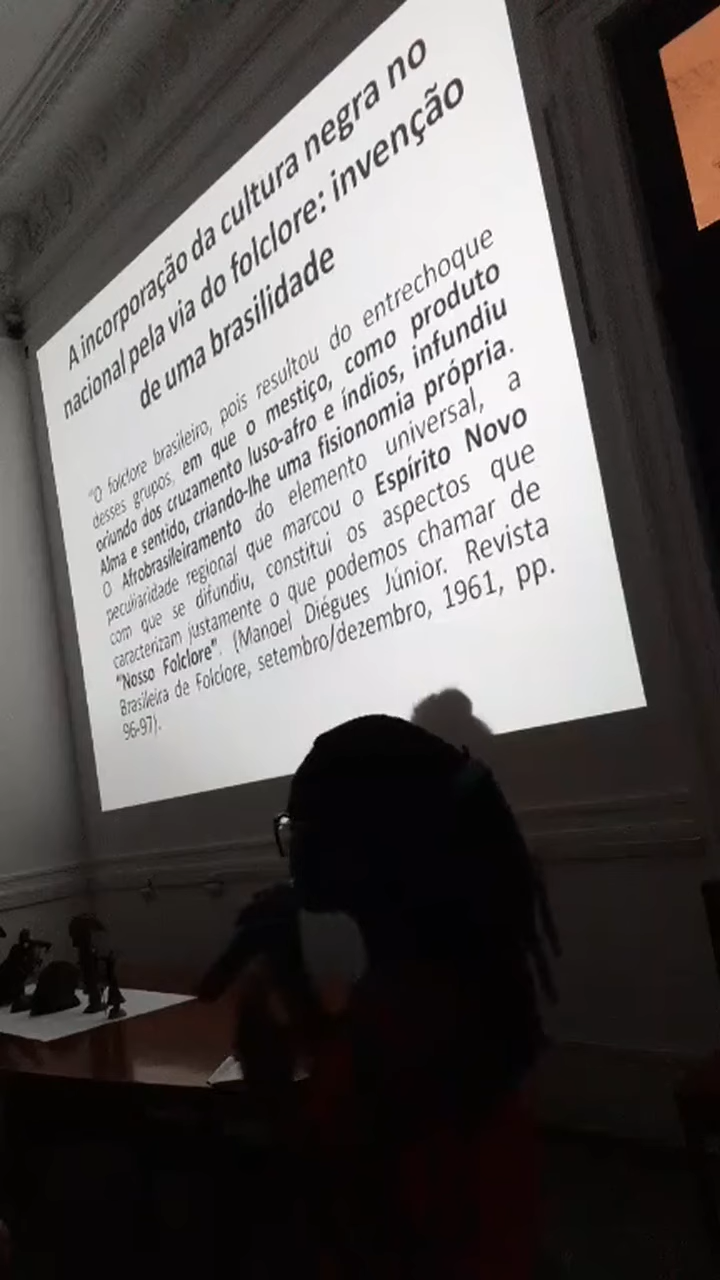 A incorporação da cultura negra no
nacional pela via do folclore: invenção
de uma brasilidade
"O folclore brasileiro, pois resultou do entrechoque
desses grupos, em que o mestiço, como produto
oriundo dos cruzamento luso-afro e índios, infundiu
Alma e sentido, criando-lhe uma fisionomia própria.
O Afrobrasileiramento do elemento universal, a
peculiaridade regional que marcou o Espírito Novo
com que se difundiu, constitui os aspectos que
caracterizam justamente o que podemos chamar de
"Nosso Folclore". (Manoel Diégues Júnior. Revista
Brasileira de Folclore, setembro/dezembro, 1961, pp.
96-97).